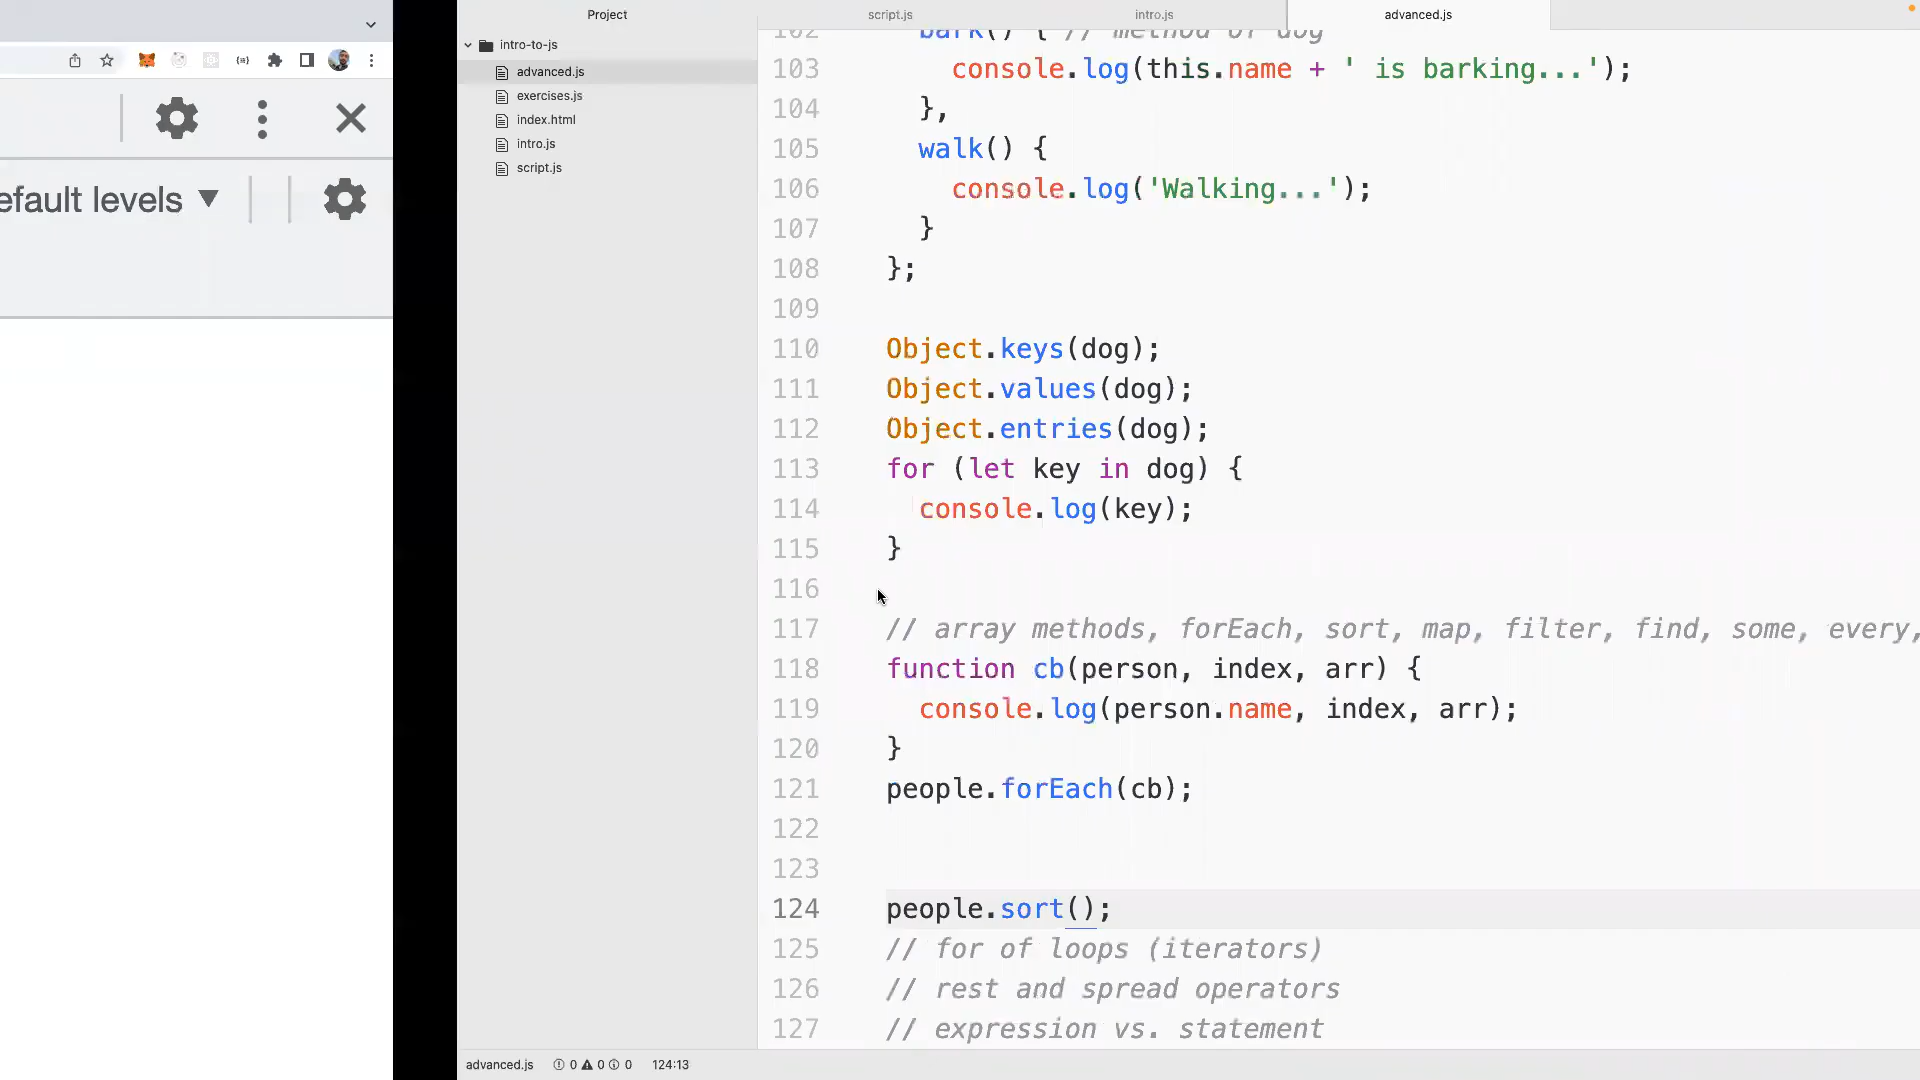 efault levels ▼
Project
intro-to-js
advanced.js
exercises.js
index.html
intro.js
script.js
script.js
intro.js
advanced.js
102 bark() { // method of dog
103 console.log(this.name + ' is barking...');
104 },
105 walk() {
106 console.log('Walking...');
107 }
108 };
109
110 Object.keys(dog);
111 Object.values(dog);
112 Object.entries(dog);
113 for (let key in dog) {
114 console.log(key);
115 }
116
117 // array methods, forEach, sort, map, filter, find, some, every,
118 function cb(person, index, arr) {
119 console.log(person.name, index, arr);
120 }
121 people.forEach(cb);
122
123
124 people.sort();
125 // for of loops (iterators)
126 // rest and spread operators
127 // expression vs. statement
advanced.js 0 0 0 124:13